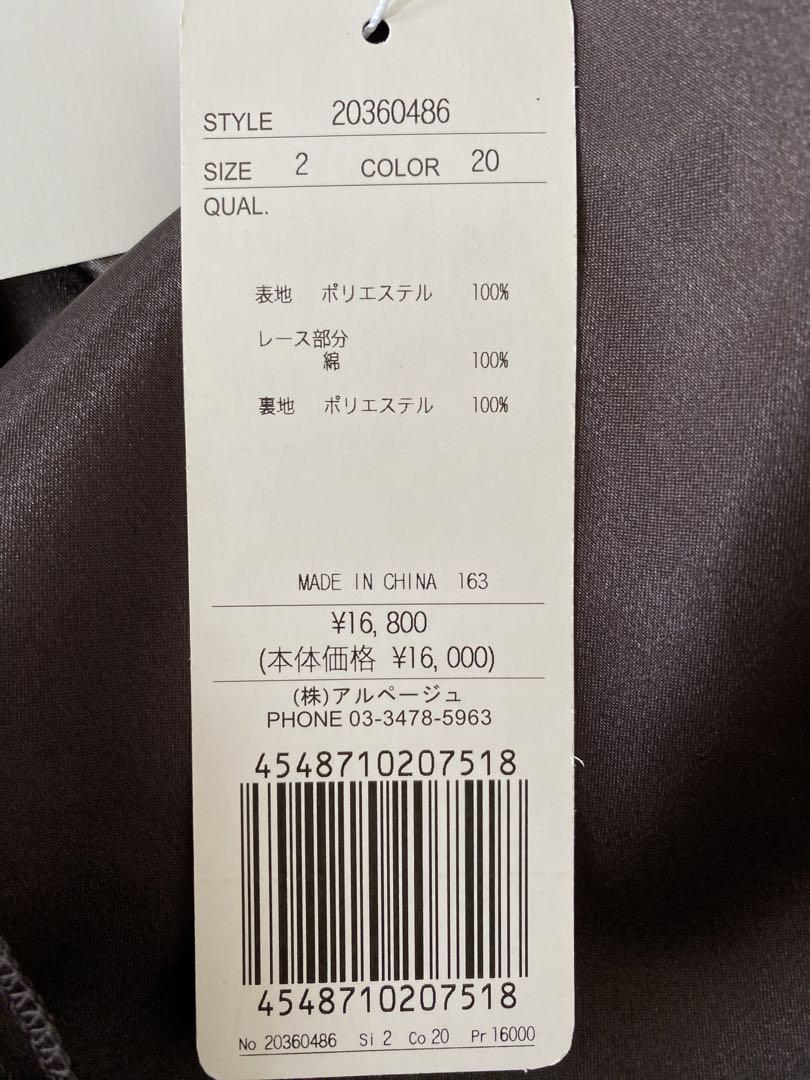 STYLE 20360486
SIZE 2 COLOR 20
QUAL.
表地 ポリエステル 100%
レース部分
綿 100%
裏地 ポリエステル 100%
MADE IN CHINA 163
¥16,800
(本体価格 ¥16,000)
(株)アルページュ
PHONE 03-3478-5963
4548710207518
4548710207518
No 20360486 Si 2 Co 20 Pr 16000